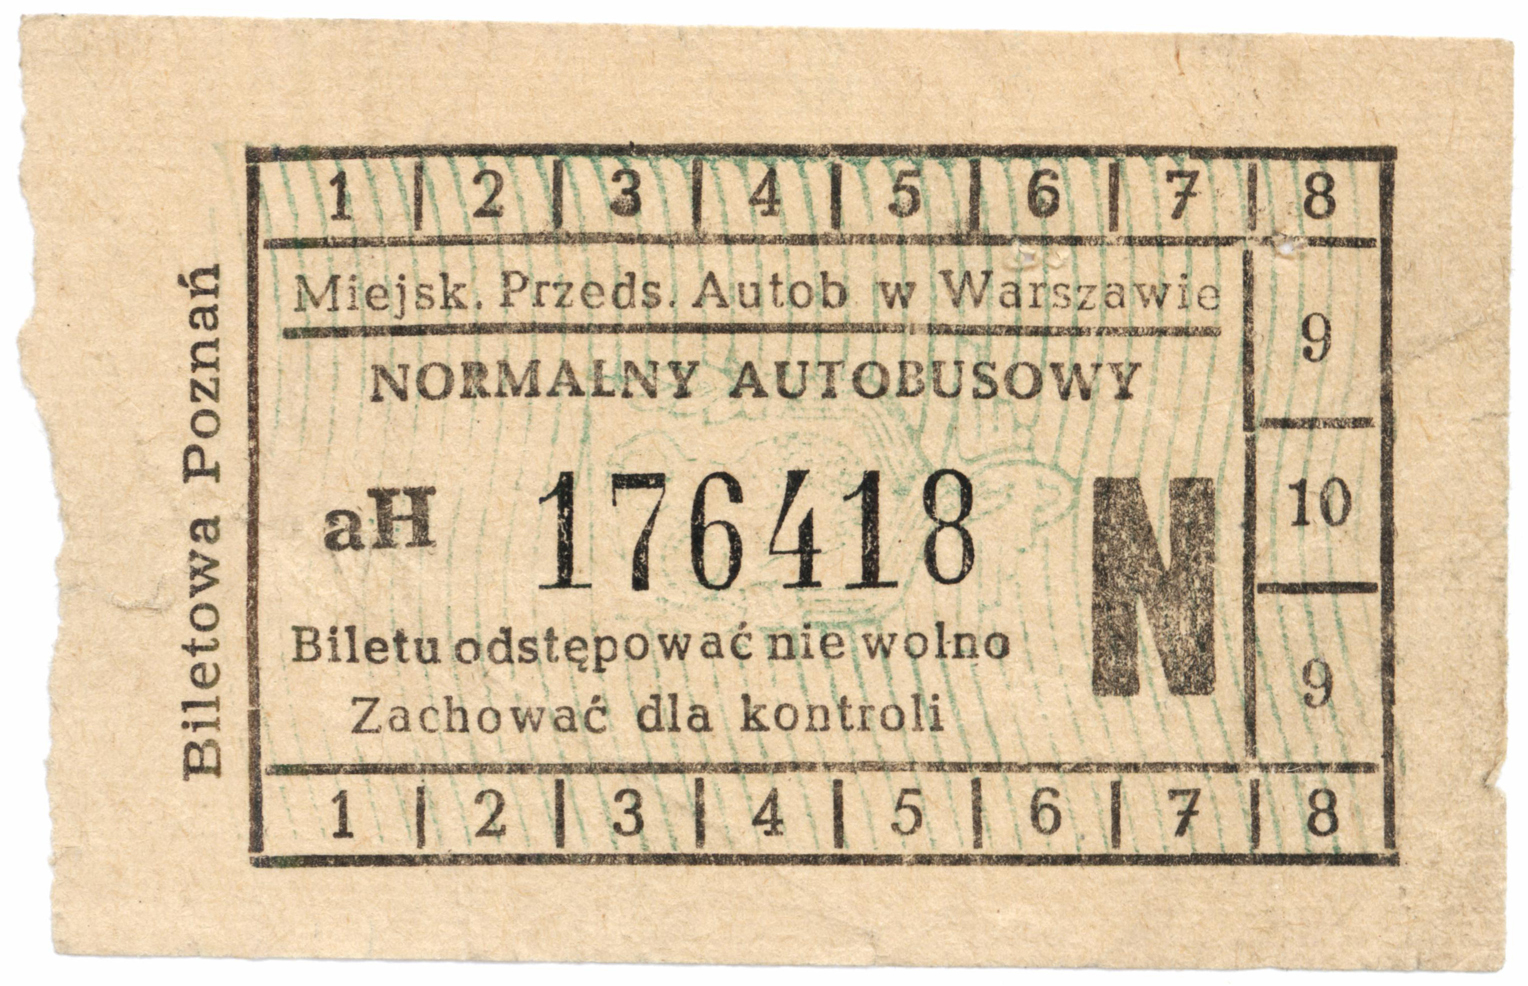 1 2 3 4 5 6 7 8
Miejsk. Przeds. Autob w Warszawie
9
NORMALNY AUTOBUSOWY
aH 176418 N
10
Biletu odstępować nie wolno
9
Zachować dla kontroli
1 2 3 4 5 6 7 8
Biletowa Poznań